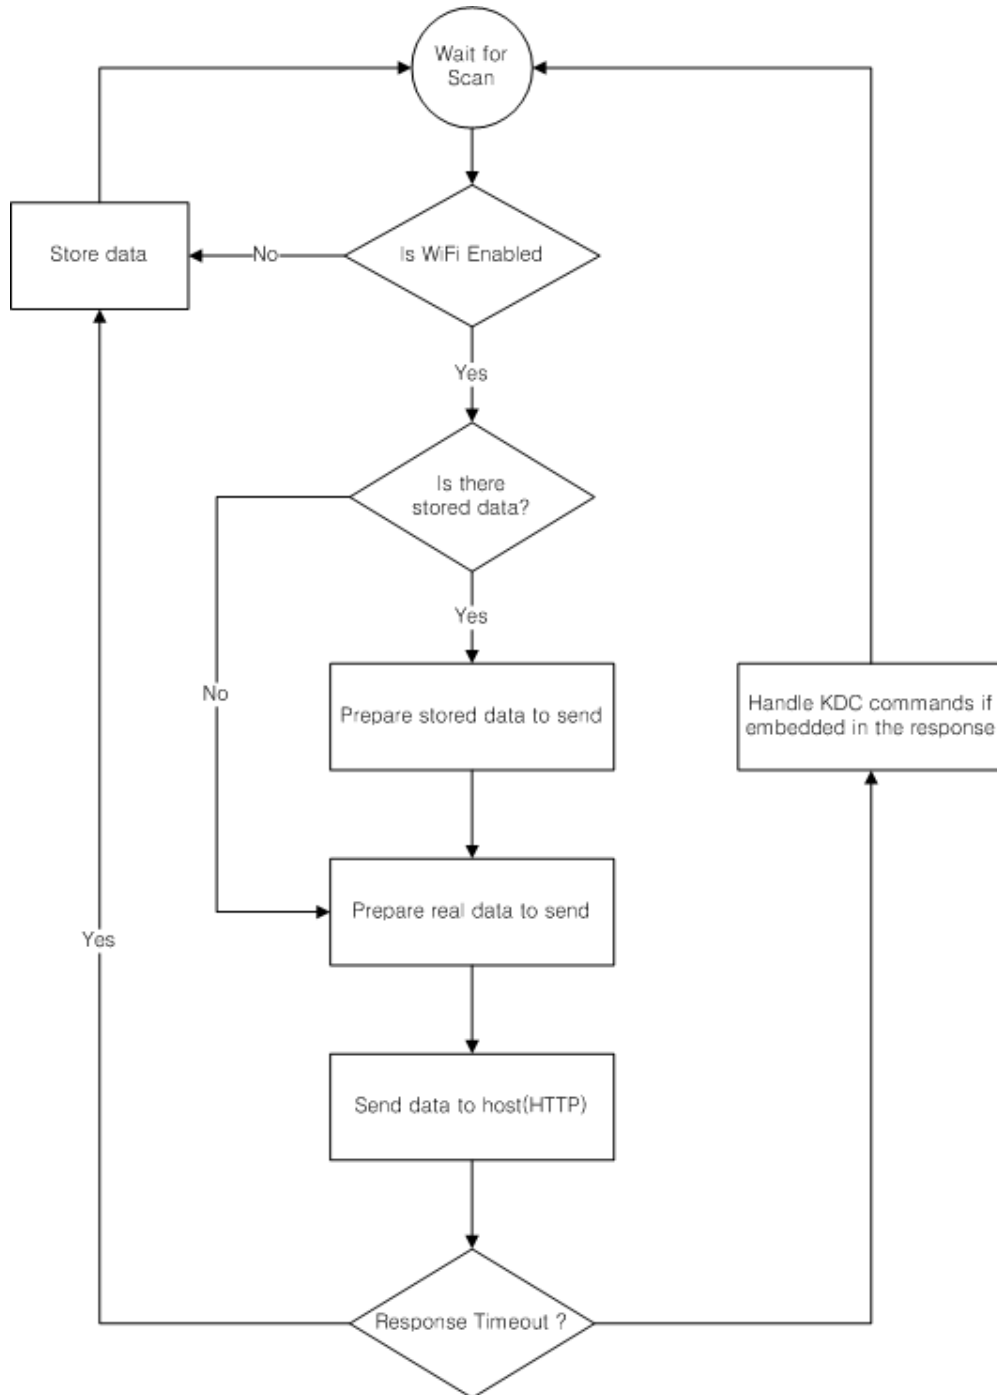 Wait for
Scan
Store data
No
Is WiFi Enabled
Yes
Is there
stored data?
Yes
No
Prepare stored data to send
Handle KDC commands if
embedded in the response
Prepare real data to send
Yes
Send data to host(HTTP)
Response Timeout ?